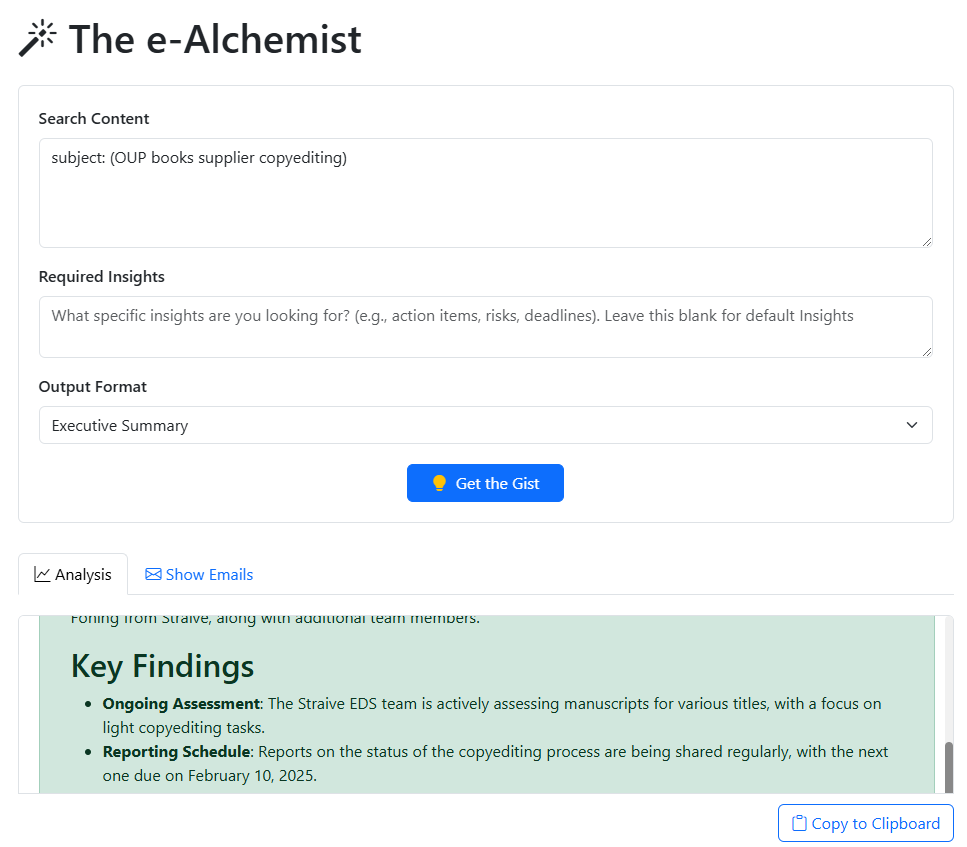 The e-Alchemist
Search Content
subject: (OUP books supplier copyediting)
Required Insights
What specific insights are you looking for? (e.g., action items, risks, deadlines). Leave this blank for default Insights
Output Format
Executive Summary
Get the Gist
Analysis
Show Emails
Foning from Straive, along with additional team members.
Key Findings
Ongoing Assessment: The Straive EDS team is actively assessing manuscripts for various titles, with a focus on
light copyediting tasks.
Reporting Schedule: Reports on the status of the copyediting process are being shared regularly, with the next
one due on February 10, 2025.
Copy to Clipboard